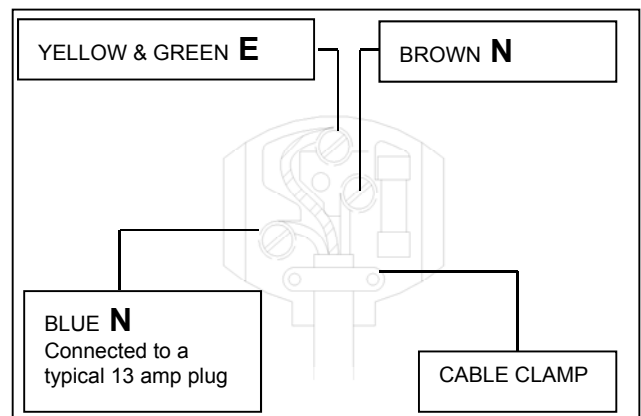 YELLOW & GREEN E
BROWN N
BLUE N
Connected to a
typical 13 amp plug
CABLE CLAMP